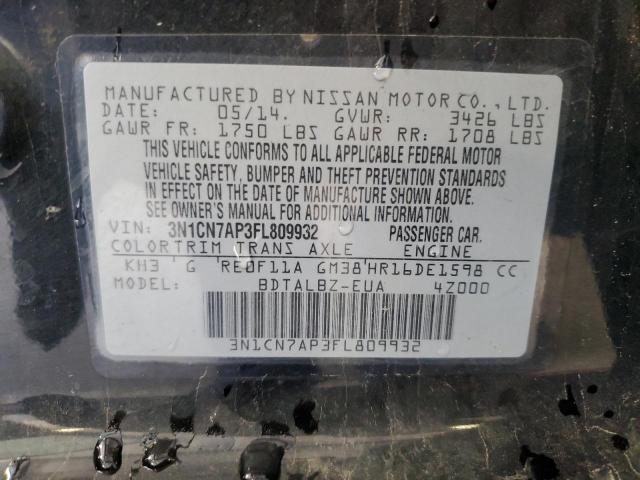 MANUFACTURED BY NISSAN MOTOR CO., LTD.
DATE: 05/14. GVWR: 3426 LBS
GAWR FR: 1750 LBS GAWR RR: 1708 LBS
THIS VEHICLE CONFORMS TO ALL APPLICABLE FEDERAL MOTOR
VEHICLE SAFETY, BUMPER AND THEFT PREVENTION STANDARDS
IN EFFECT ON THE DATE OF MANUFACTURE SHOWN ABOVE.
SEE OWNER'S MANUAL FOR ADDITIONAL INFORMATION.
VIN: 3N1CN7AP3FL809932 PASSENGER CAR.
COLOR TRIM TRANS AXLE ENGINE
KH3 G RE0F11A GM38 HR16DE1598 CC
MODEL: BDTALBZ-EUA 4Z000
3N1CN7AP3FL809932